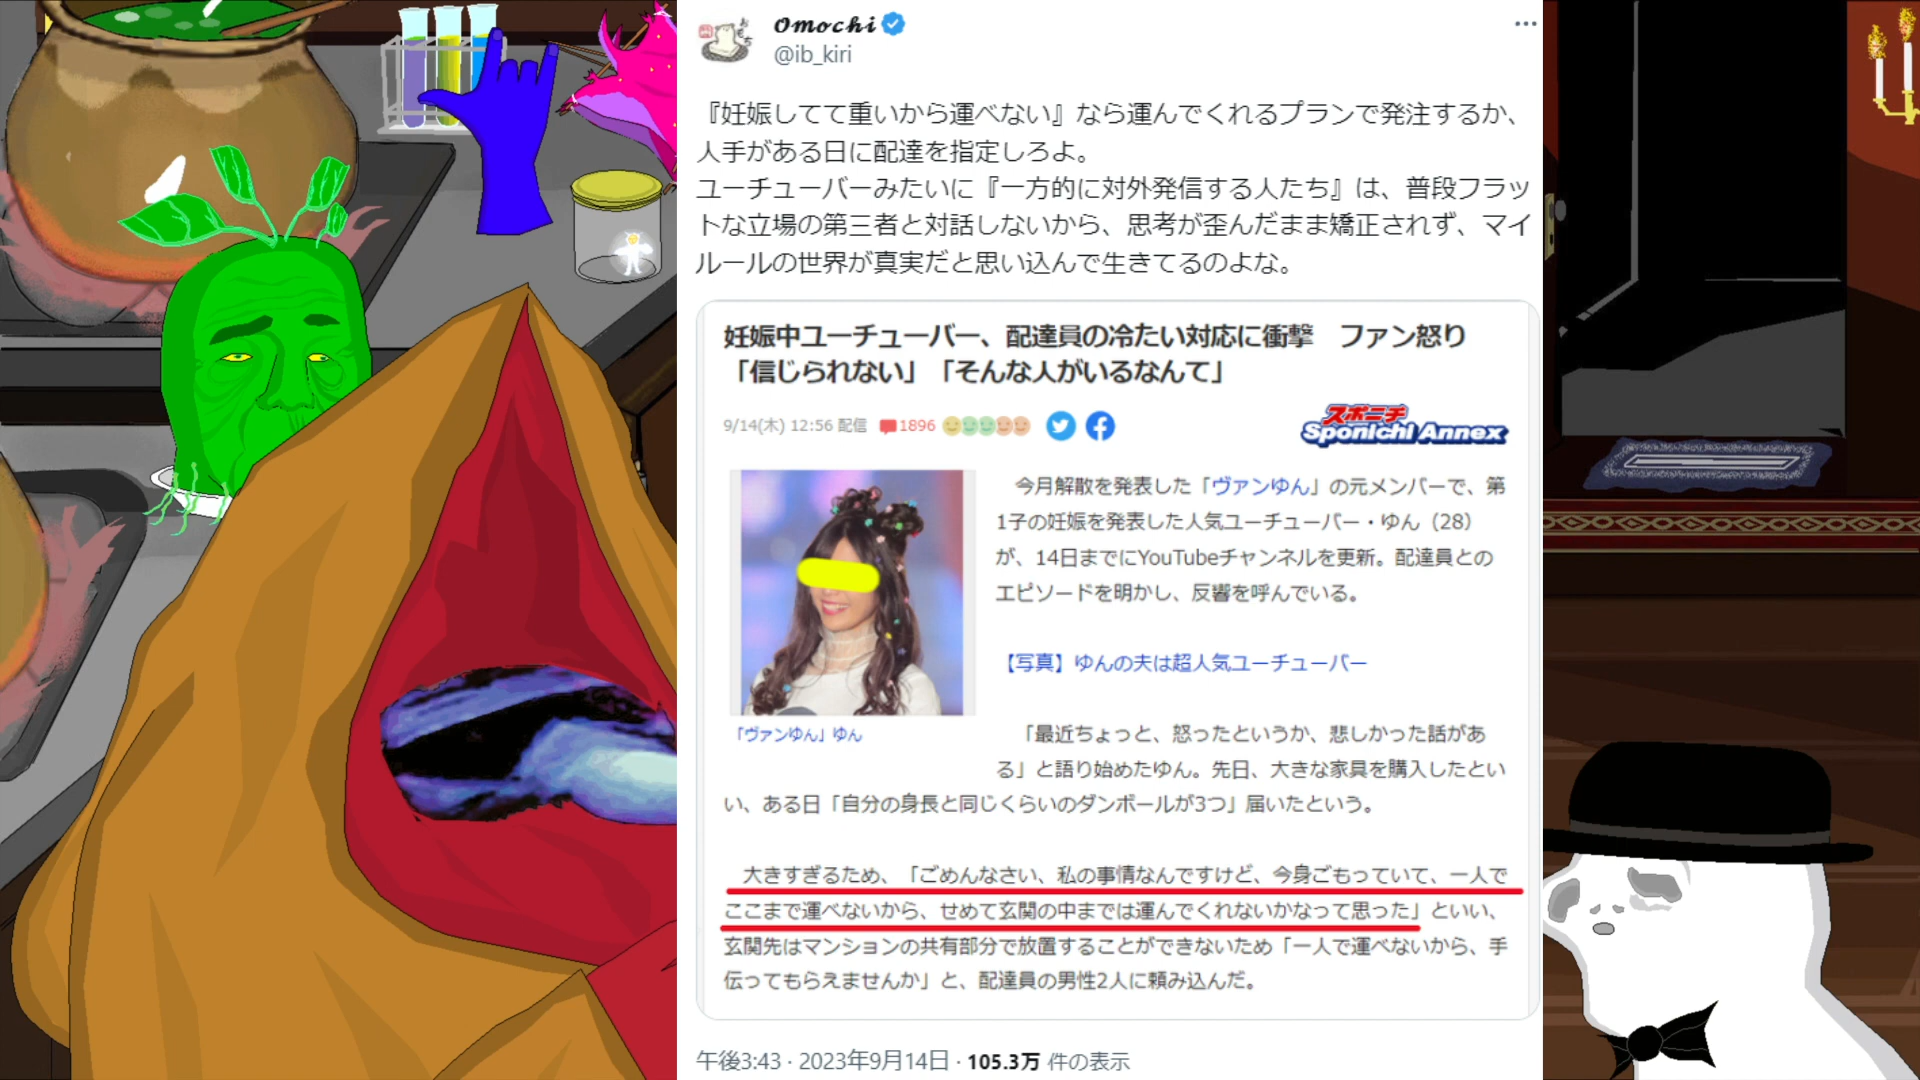 Omochi
@ib_kiri
『妊娠してて重いから運べない』なら運んでくれるプランで発注するか、
人手がある日に配達を指定しろよ。
ユーチューバーみたいに『一方的に対外発信する人たち』は、普段フラッ
トな立場の第三者と対話しないから、思考が歪んだまま矯正されず、マイ
ルールの世界が真実だと思い込んで生きてるのよな。
妊娠中ユーチューバー、配達員の冷たい対応に衝撃　ファン怒り
「信じられない」「そんな人がいるなんて」
9/14(木) 12:56 配信 1896
スポニチ
Sponichi Annex
今月解散を発表した「ヴァンゆん」の元メンバーで、第
1子の妊娠を発表した人気ユーチューバー・ゆん（28）
が、14日までにYouTubeチャンネルを更新。配達員との
エピソードを明かし、反響を呼んでいる。
【写真】ゆんの夫は超人気ユーチューバー
「ヴァンゆん」ゆん
「最近ちょっと、怒ったというか、悲しかった話があ
る」と語り始めたゆん。先日、大きな家具を購入したとい
い、ある日「自分の身長と同じくらいのダンボールが3つ」届いたという。
大きすぎるため、「ごめんなさい、私の事情なんですけど、今身ごもっていて、一人で
ここまで運べないから、せめて玄関の中までは運んでくれないかなって思った」といい、
玄関先はマンションの共有部分で放置することができないため「一人で運べないから、手
伝ってもらえませんか」と、配達員の男性2人に頼み込んだ。
午後3:43 · 2023年9月14日 · 105.3万 件の表示